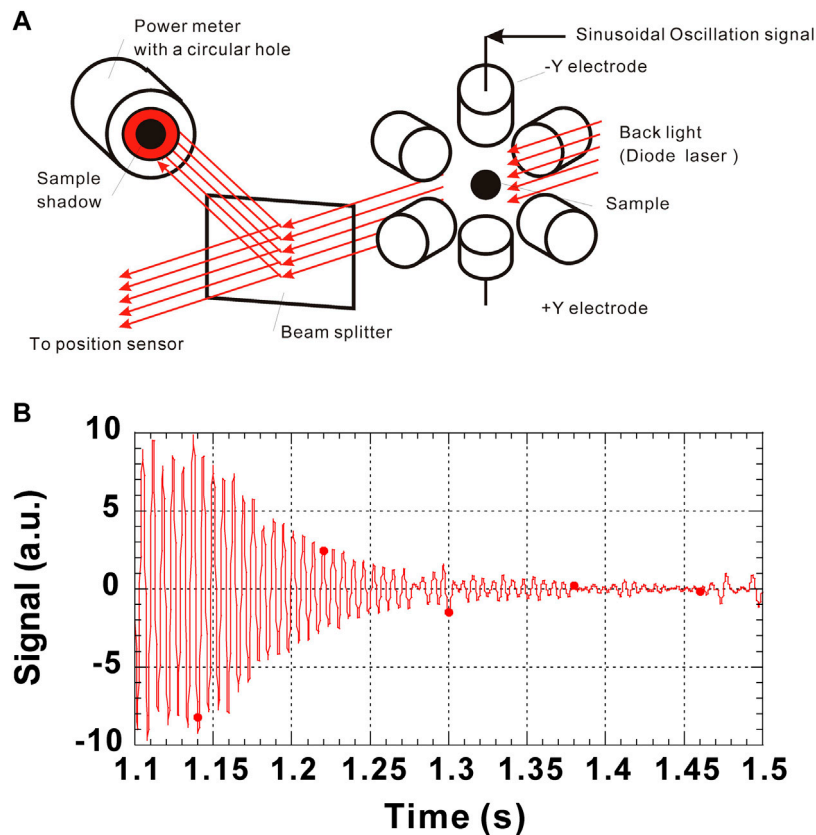 A
Power meter
with a circular hole
Sinusoidal Oscillation signal
-Y electrode
Back light
(Diode laser )
Sample
shadow
Sample
+Y electrode
Beam splitter
To position sensor
B
10
5
0
-5
-10
Signal (a.u.)
1.1 1.15 1.2 1.25 1.3 1.35 1.4 1.45 1.5
Time (s)